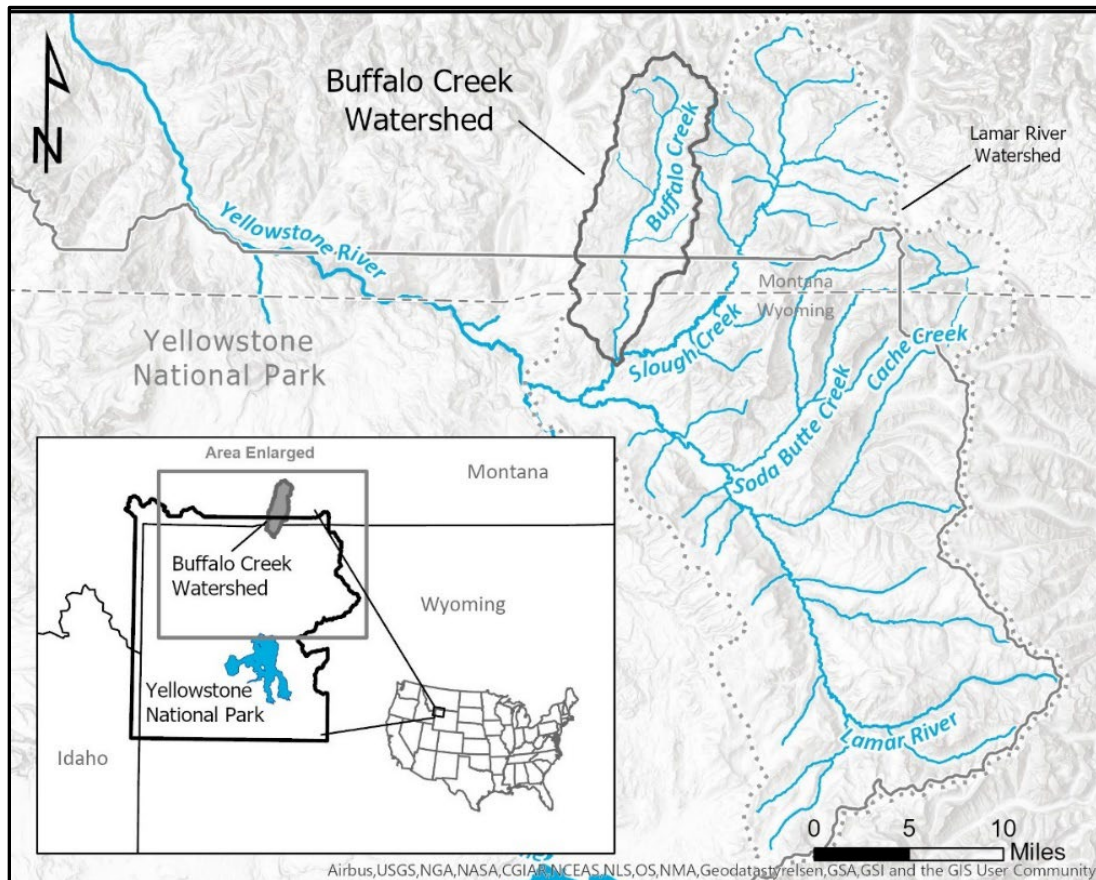 N
Buffalo Creek
Watershed
Buffalo Creek
Lamar River
Watershed
Yellowstone River
Montana
Wyoming
Yellowstone
National Park
Slough Creek
Cache Creek
Soda Butte Creek
Lamar River
Area Enlarged
Montana
Buffalo Creek
Watershed
Wyoming
Yellowstone
National Park
Idaho
0 5 10
Miles
Airbus,USGS,NGA,NASA,CGIAR,NCEAS,NLS,OS,NMA,Geodatastyrelsen,GSA,GSI and the GIS User Community